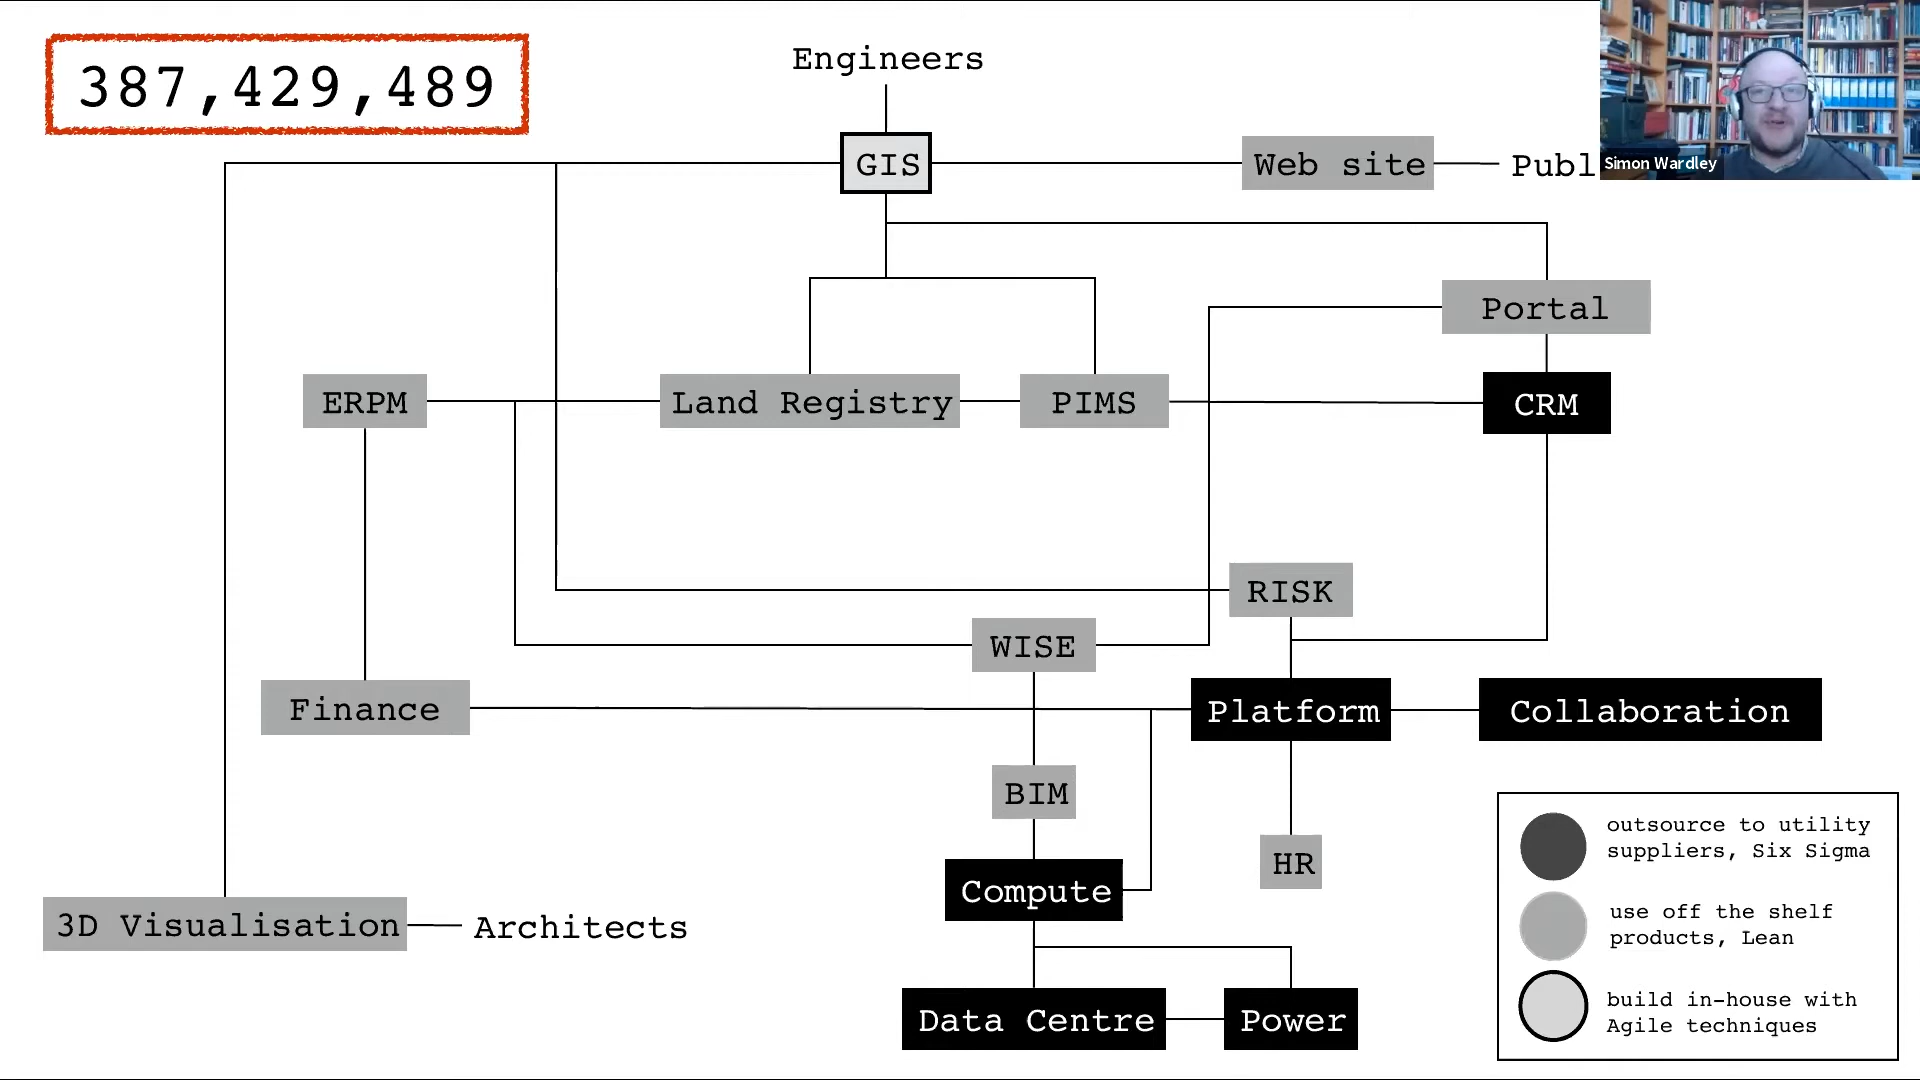 387,429,489
Engineers
GIS
Web site
Publ
Simon Wardley
Portal
ERPM
Land Registry
PIMS
CRM
RISK
WISE
Finance
Platform
Collaboration
BIM
HR
Compute
3D Visualisation
Architects
Data Centre
Power
outsource to utility
suppliers, Six Sigma
use off the shelf
products, Lean
build in-house with
Agile techniques